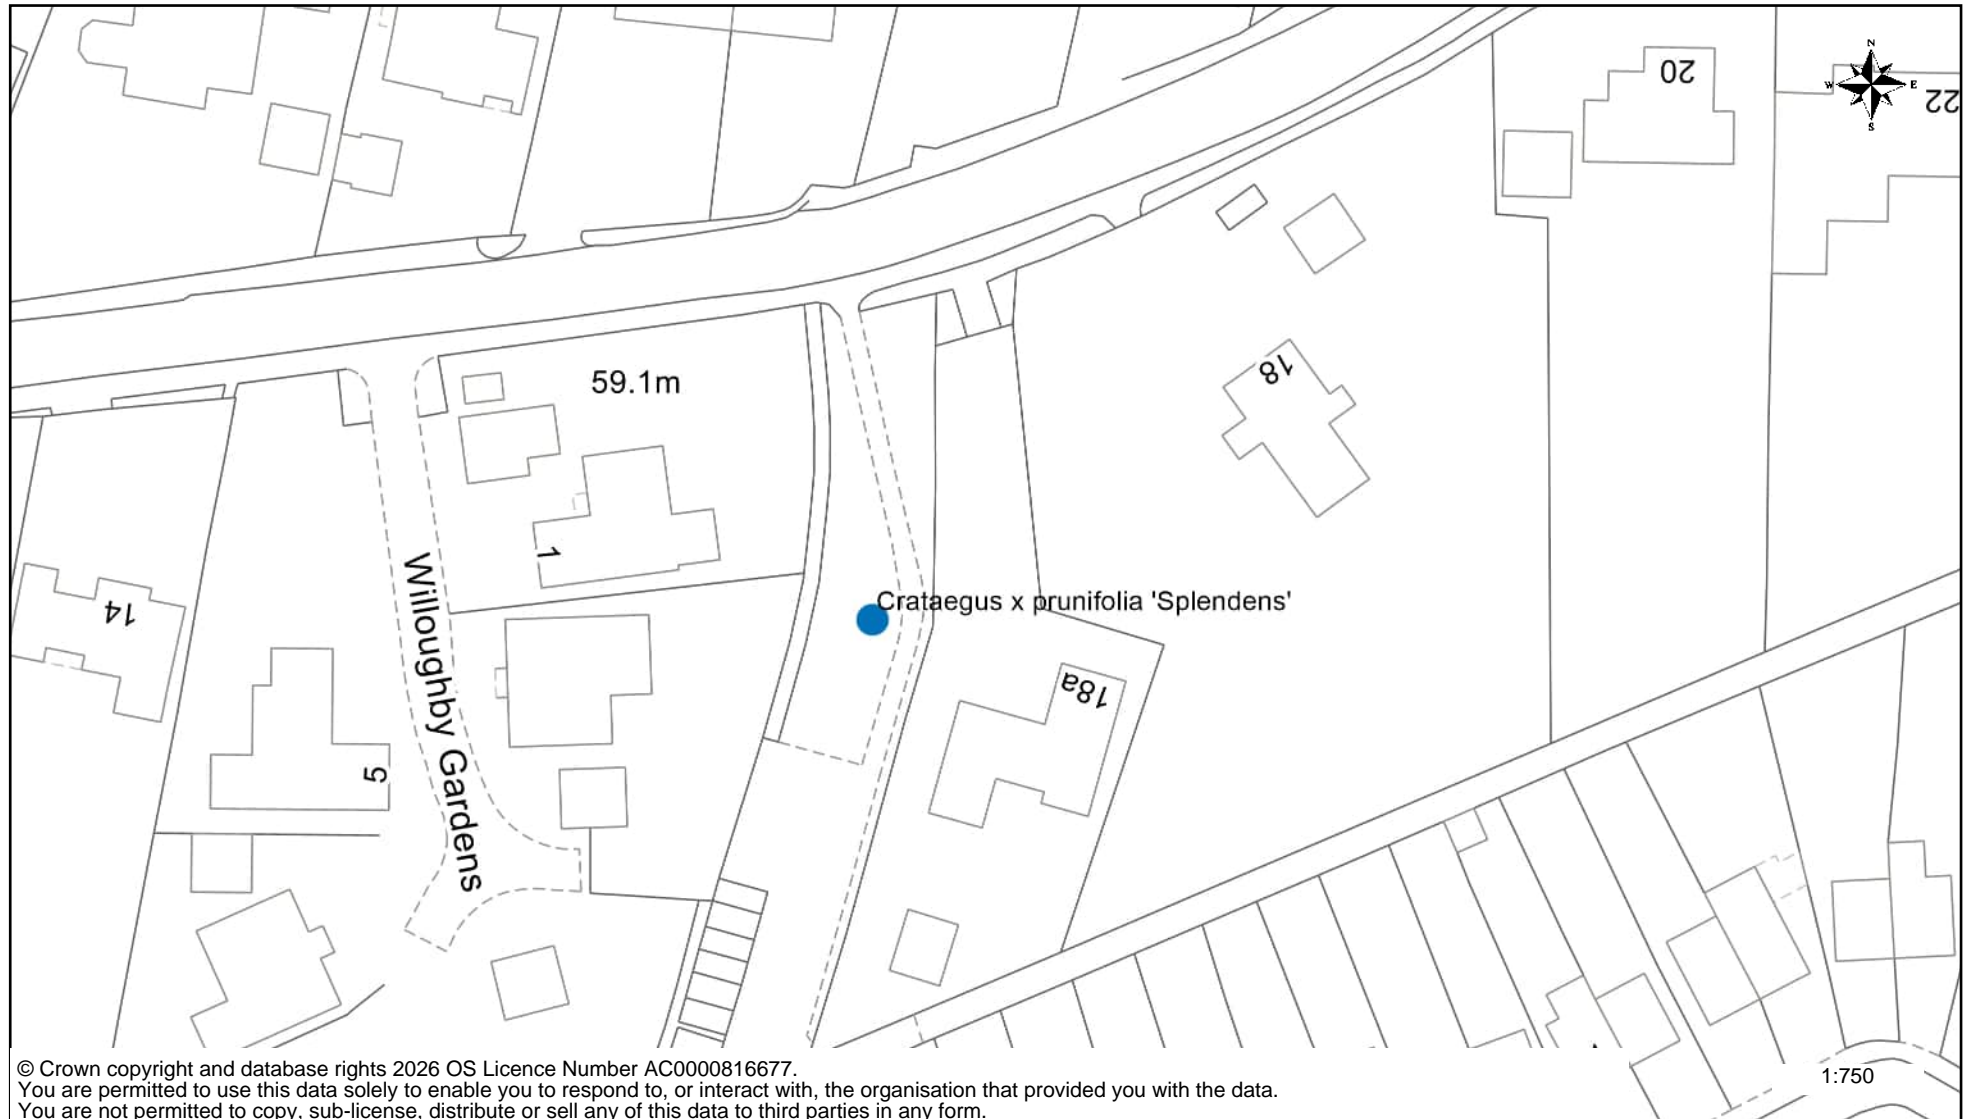 20
N
W E
S
22
18
59.1m
1
Willoughby Gardens
14
Crataegus x prunifolia 'Splendens'
18a
5
© Crown copyright and database rights 2026 OS Licence Number AC0000816677.
You are permitted to use this data solely to enable you to respond to, or interact with, the organisation that provided you with the data.
You are not permitted to copy, sub-license, distribute or sell any of this data to third parties in any form.
1:750